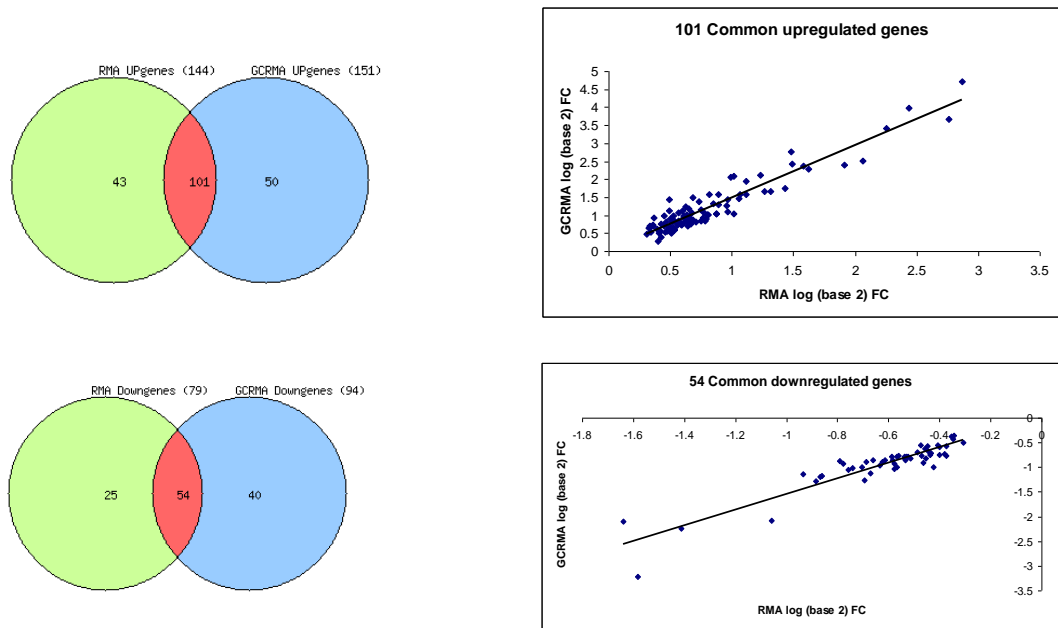 RMA UPgenes (144) GCRMA UPgenes (151)
43 101 50
101 Common upregulated genes
GCRMA log (base 2) FC
5
4.5
4
3.5
3
2.5
2
1.5
1
0.5
0
0 0.5 1 1.5 2 2.5 3 3.5
RMA log (base 2) FC
RMA Downgenes (79) GCRMA Downgenes (94)
25 54 40
54 Common downregulated genes
-1.8 -1.6 -1.4 -1.2 -1 -0.8 -0.6 -0.4 -0.2 0
GCRMA log (base 2) FC
0
-0.5
-1
-1.5
-2
-2.5
-3
-3.5
RMA log (base 2) FC